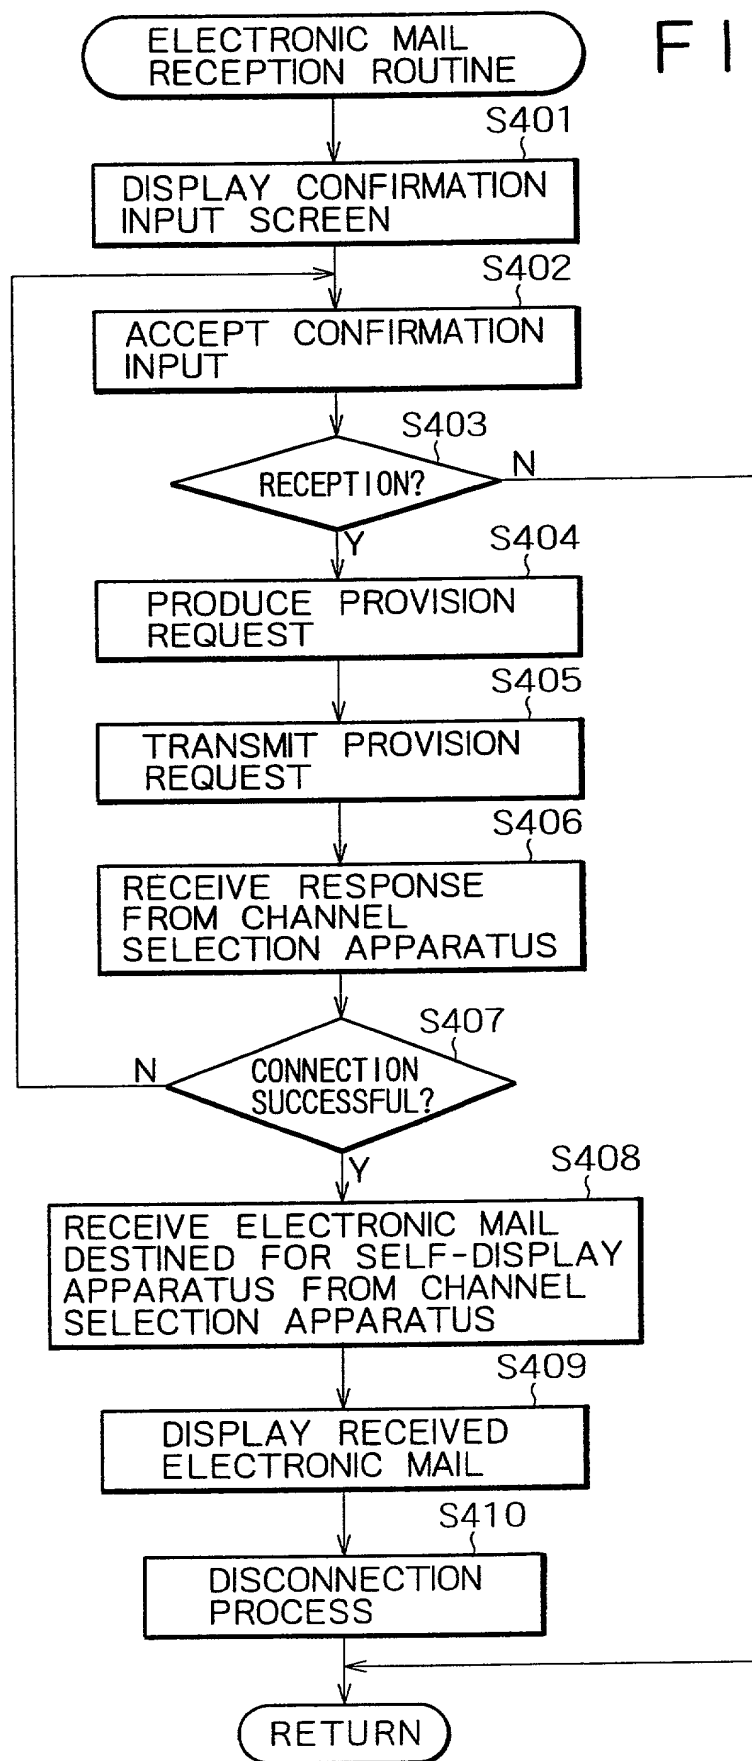 ELECTRONIC MAIL
RECEPTION ROUTINE
F I
S401
DISPLAY CONFIRMATION
INPUT SCREEN
S402
ACCEPT CONFIRMATION
INPUT
S403
RECEPTION?
N
Y
S404
PRODUCE PROVISION
REQUEST
S405
TRANSMIT PROVISION
REQUEST
S406
RECEIVE RESPONSE
FROM CHANNEL
SELECTION APPARATUS
S407
N
CONNECTION
SUCCESSFUL?
Y
S408
RECEIVE ELECTRONIC MAIL
DESTINED FOR SELF-DISPLAY
APPARATUS FROM CHANNEL
SELECTION APPARATUS
S409
DISPLAY RECEIVED
ELECTRONIC MAIL
S410
DISCONNECTION
PROCESS
RETURN